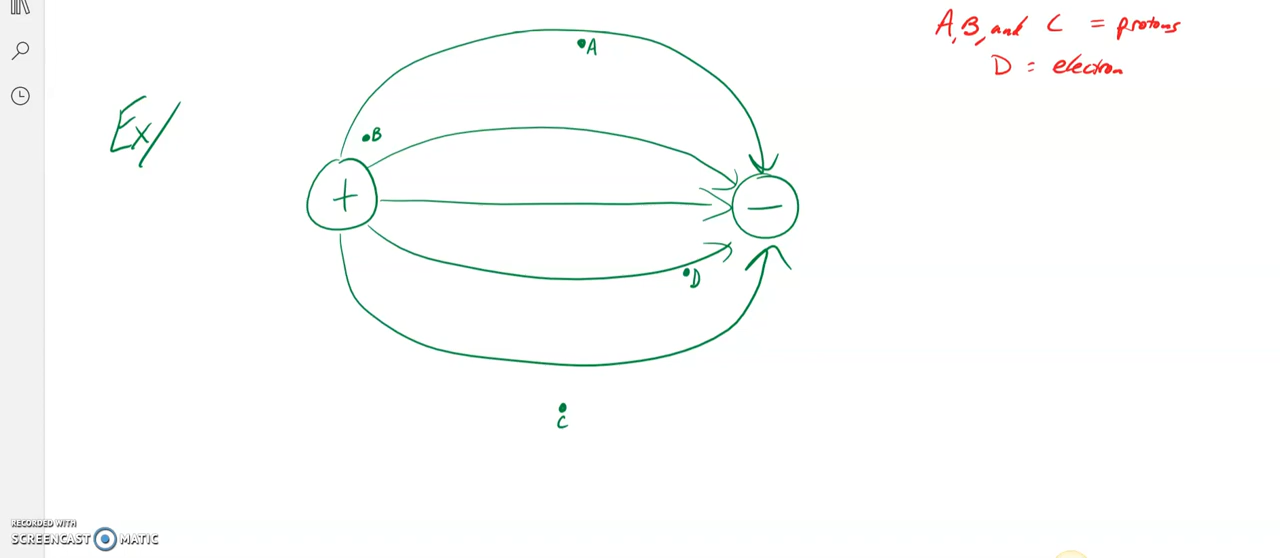 A, B, and C = protons
D = electron
•A
Ex/
•B
+
−
•D
C
RECORDED WITH
SCREENCAST MATIC